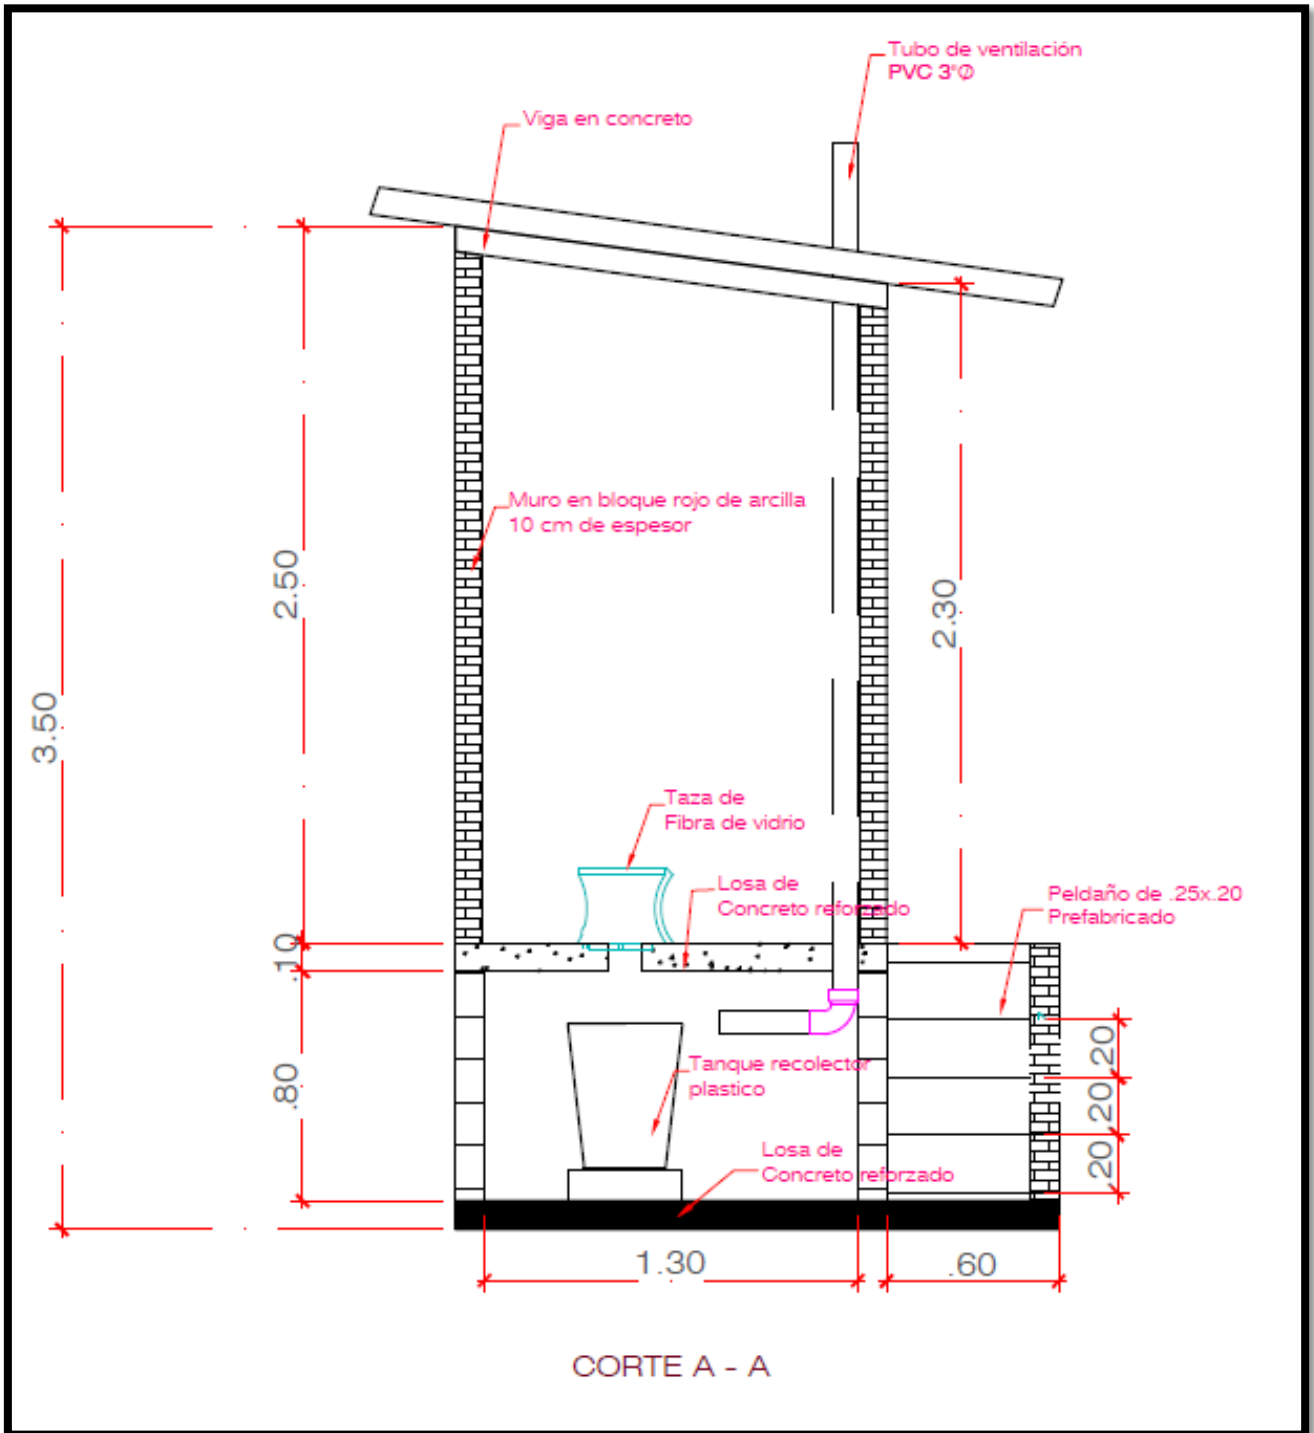 Tubo de ventilación
PVC 3"Ø
Viga en concreto
Muro en bloque rojo de arcilla
10 cm de espesor
2.50
2.30
3.50
Taza de
Fibra de vidrio
Losa de
Concreto reforzado
Peldaño de .25x.20
Prefabricado
.10
.80
.20
.20
.20
Tanque recolector
plastico
Losa de
Concreto reforzado
1.30
.60
CORTE A - A